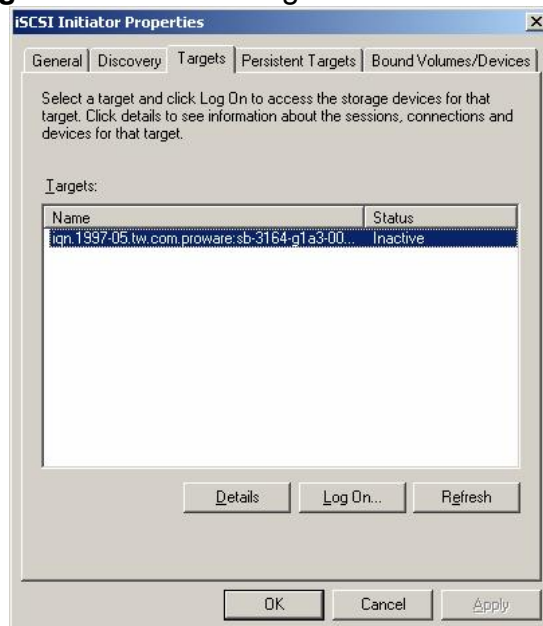 iSCSI Initiator Properties
General Discovery Targets Persistent Targets Bound Volumes/Devices
Select a target and click Log On to access the storage devices for that
target. Click details to see information about the sessions, connections and
devices for that target.
Targets:
Name Status
iqn.1997-05.tw.com.proware:sb-3164-g1a3-00... Inactive
Details Log On... Refresh
OK Cancel Apply